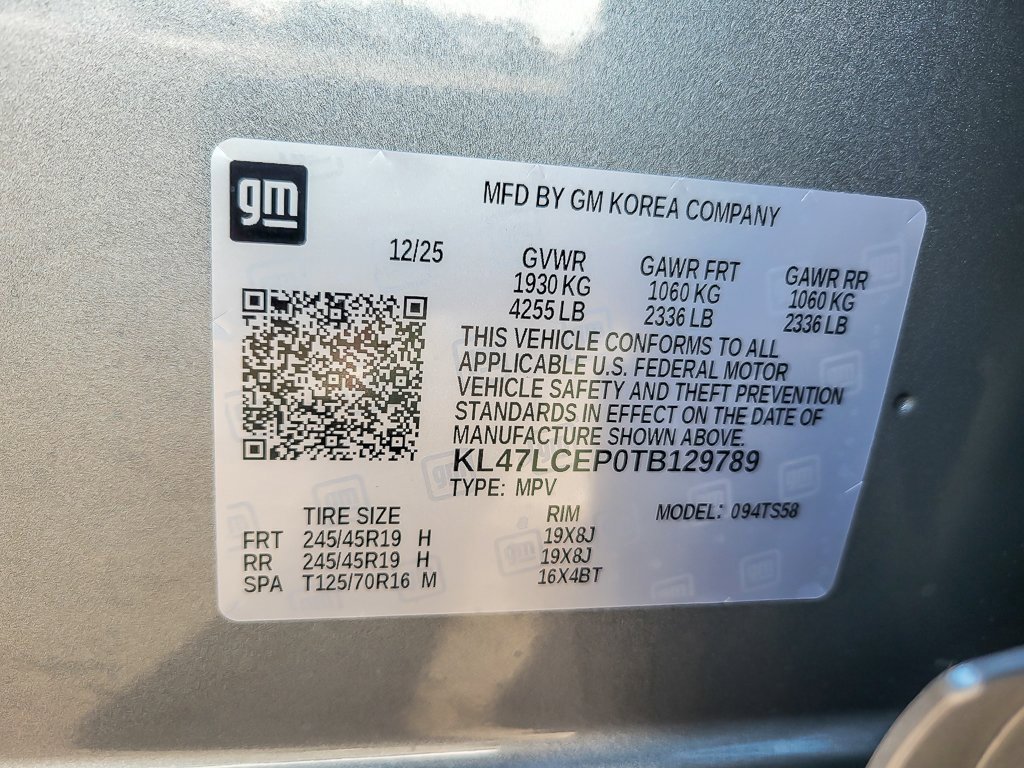 gm
MFD BY GM KOREA COMPANY
12/25 GVWR GAWR FRT GAWR RR
1930 KG 1060 KG 1060 KG
4255 LB 2336 LB 2336 LB
THIS VEHICLE CONFORMS TO ALL
APPLICABLE U.S. FEDERAL MOTOR
VEHICLE SAFETY AND THEFT PREVENTION
STANDARDS IN EFFECT ON THE DATE OF
MANUFACTURE SHOWN ABOVE.
KL47LCEP0TB129789
TYPE: MPV
TIRE SIZE RIM MODEL: 094TS58
FRT 245/45R19 H 19X8J
RR 245/45R19 H 19X8J
SPA T125/70R16 M 16X4BT